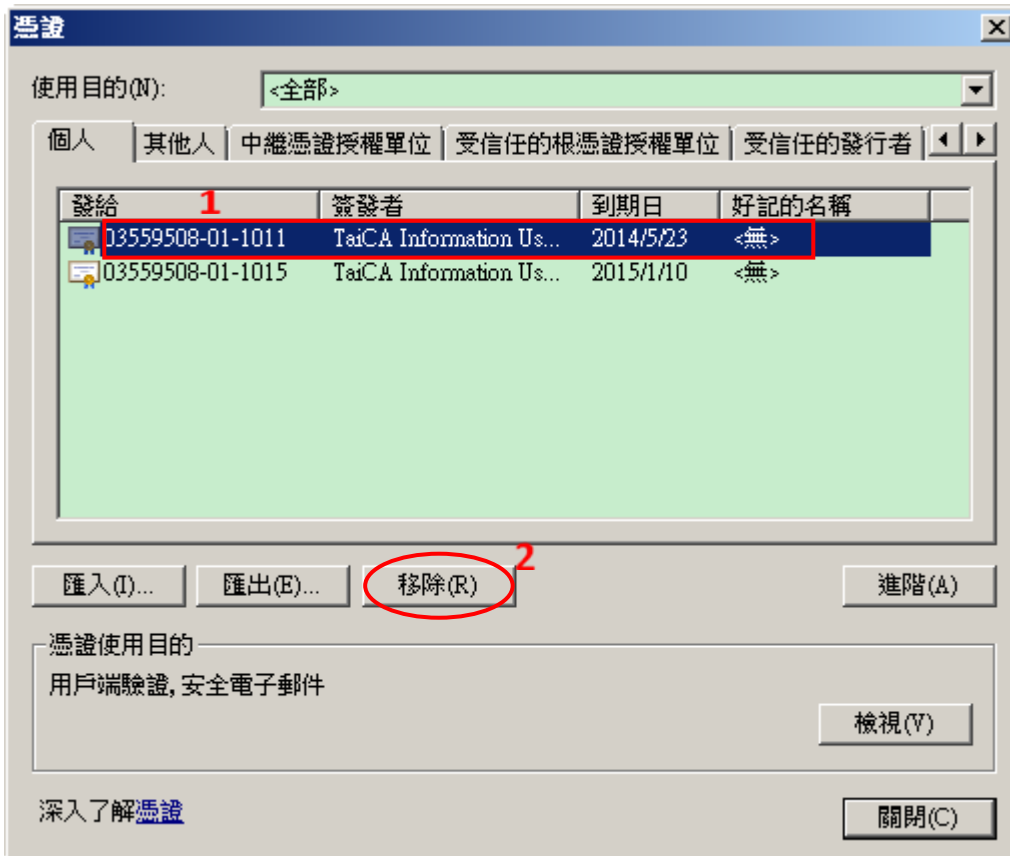 憑證
使用目的(N): <全部>
個人 其他人 中繼憑證授權單位 受信任的根憑證授權單位 受信任的發行者
發給 1 簽發者 到期日 好記的名稱
03559508-01-1011 TaiCA Information Us... 2014/5/23 <無>
03559508-01-1015 TaiCA Information Us... 2015/1/10 <無>
2
匯入(I)... 匯出(E)... 移除(R) 進階(A)
憑證使用目的
用戶端驗證, 安全電子郵件
檢視(V)
深入了解憑證
關閉(C)